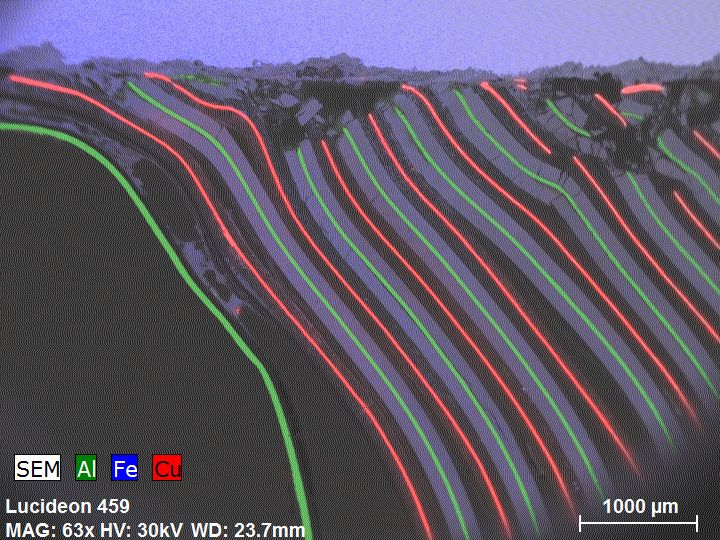 SEM Al Fe Cu
Lucideon 459
1000 µm
MAG: 63x HV: 30kV WD: 23.7mm